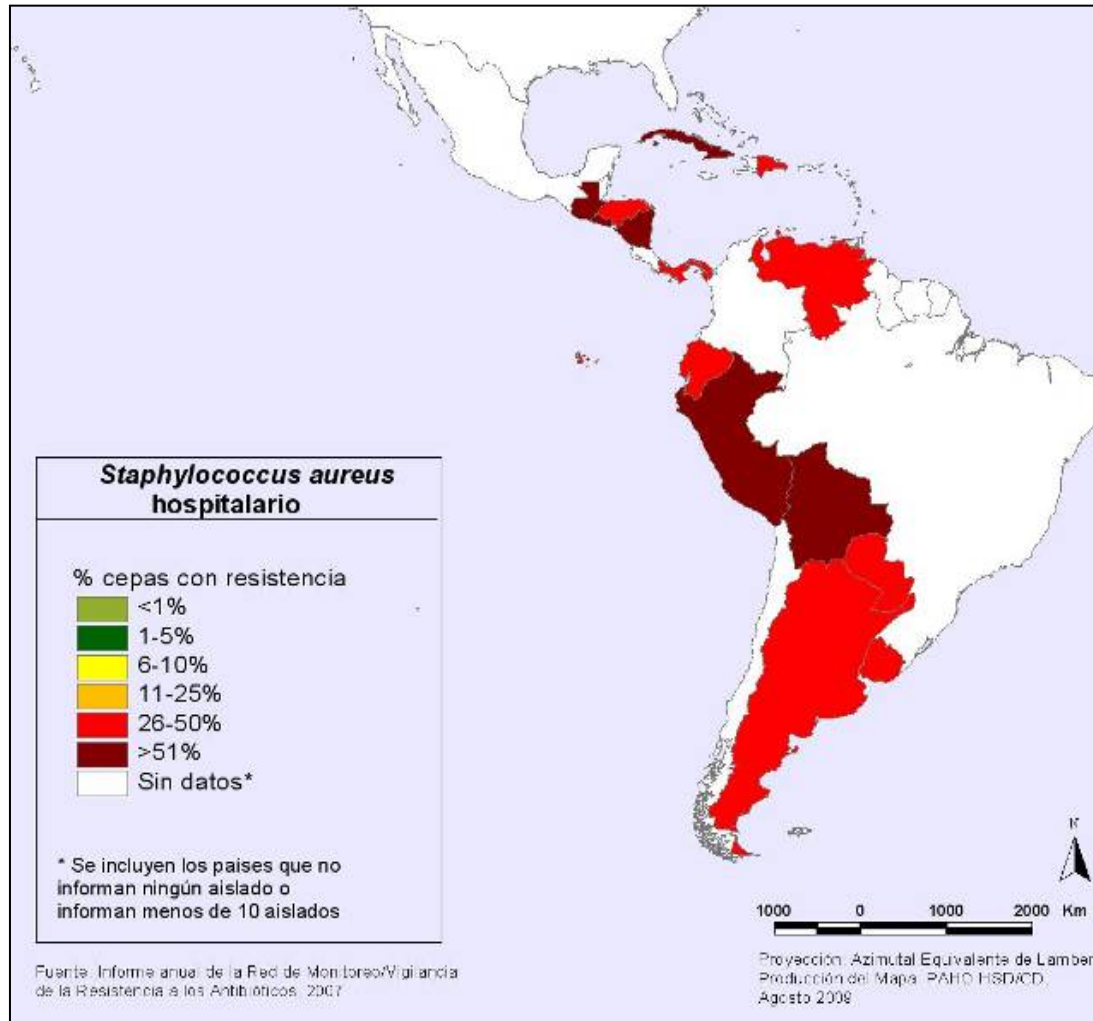 Staphylococcus aureus
hospitalario
% cepas con resistencia
<1%
1-5%
6-10%
11-25%
26-50%
>51%
Sin datos*
* Se incluyen los países que no
informan ningún aislado o
informan menos de 10 aislados
Fuente: Informe anual de la Red de Monitoreo/Vigilancia
de la Resistencia a los Antibióticos, 2007
N
1000 0 1000 2000 Km
Proyección: Azimutal Equivalente de Lamber
Producción del Mapa: PAHO HSD/CD,
Agosto 2009